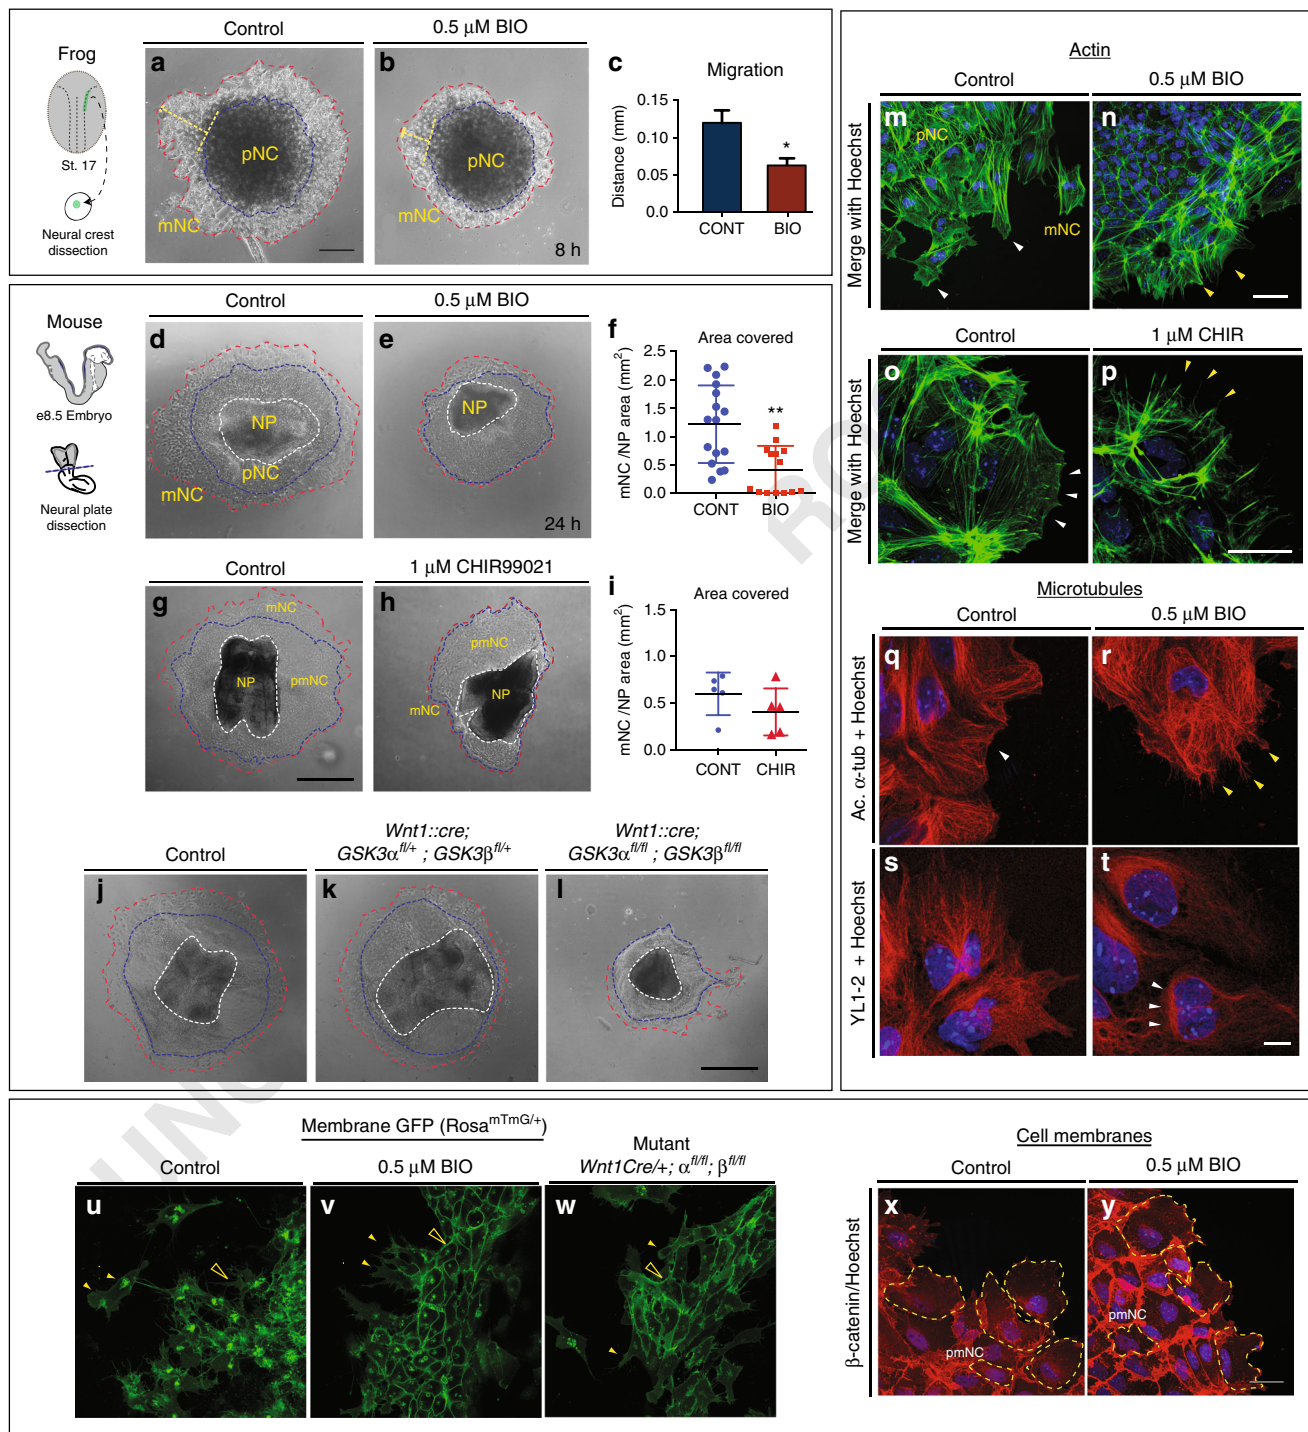 Frog
St. 17
Neural crest
dissection
Control
0.5 μM BIO
a
pNC
mNC
b
pNC
mNC
8 h
c
Migration
Distance (mm)
0.15
0.10
0.05
0.0
*
CONT
BIO
Mouse
e8.5 Embryo
Neural plate
dissection
Control
0.5 μM BIO
d
NP
pNC
mNC
e
NP
24 h
f
Area covered
mNC /NP area (mm²)
2.5
2.0
1.5
1.0
0.5
0.0
**
CONT
BIO
Control
1 μM CHIR99021
g
mNC
NP
pmNC
h
pmNC
NP
mNC
i
Area covered
mNC /NP area (mm²)
1.5
1.0
0.5
0.0
CONT
CHIR
Control
Wnt1::cre;
GSK3α^fl/+ ; GSK3β^fl/+
Wnt1::cre;
GSK3α^fl/fl ; GSK3β^fl/fl
j
k
l
Actin
Control
0.5 μM BIO
Merge with Hoechst
m
pNC
mNC
n
Control
1 μM CHIR
Merge with Hoechst
o
p
Microtubules
Control
0.5 μM BIO
Ac. α-tub + Hoechst
q
r
YL1-2 + Hoechst
s
t
Membrane GFP (Rosa^mTmG/+)
Control
0.5 μM BIO
Mutant
Wnt1Cre/+; α^fl/fl; β^fl/fl
u
v
w
Cell membranes
Control
0.5 μM BIO
β-catenin/Hoechst
x
pmNC
y
pmNC